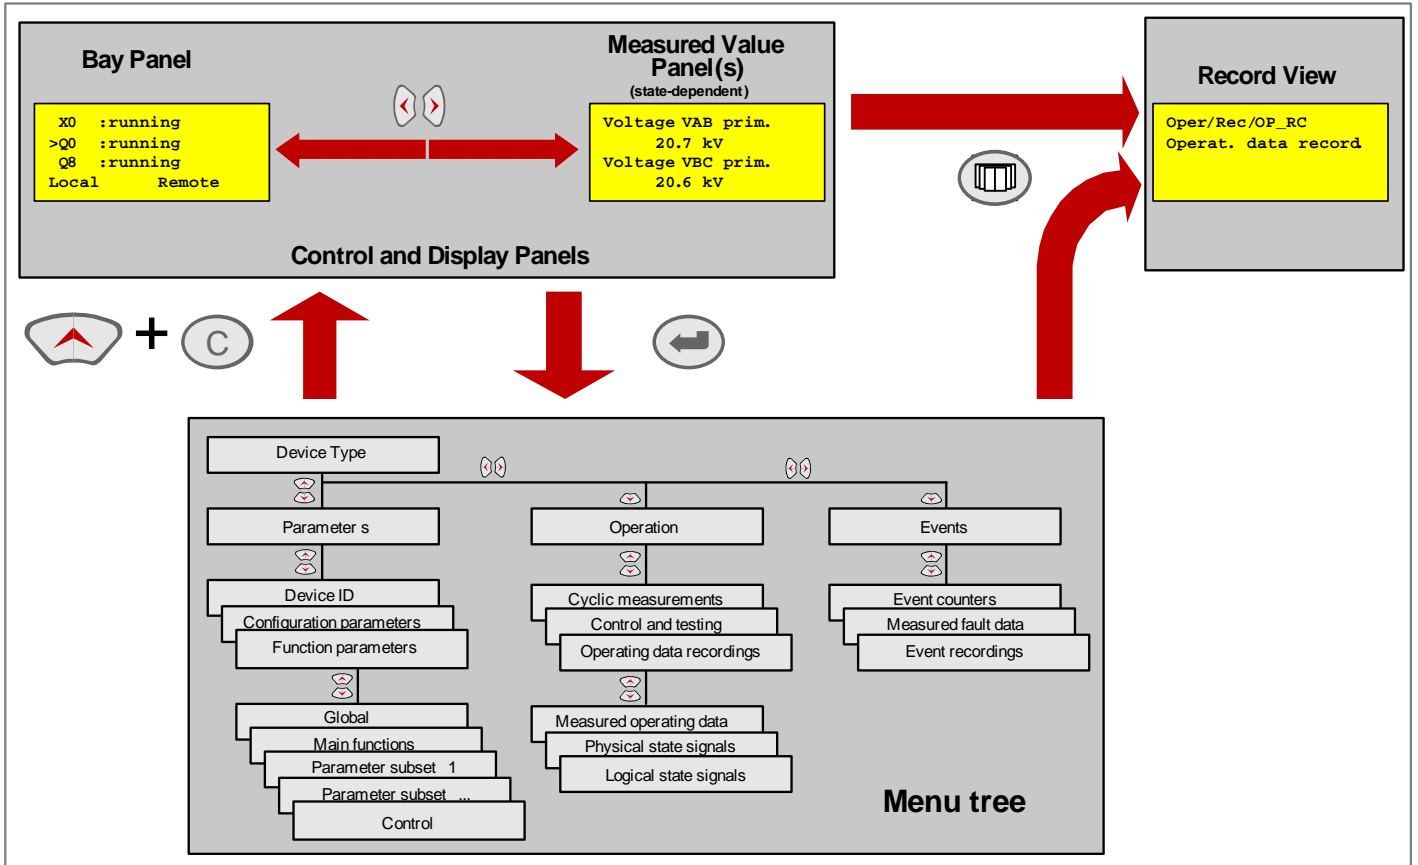 Bay Panel
X0 :running
>Q0 :running
Q8 :running
Local Remote
Measured Value
Panel(s)
(state-dependent)
Voltage VAB prim.
20.7 kV
Voltage VBC prim.
20.6 kV
Control and Display Panels
Record View
Oper/Rec/OP_RC
Operat. data record.
+
C
Device Type
Parameter s
Operation
Events
Device ID
Configuration parameters
Function parameters
Cyclic measurements
Control and testing
Operating data recordings
Event counters
Measured fault data
Event recordings
Global
Main functions
Parameter subset 1
Parameter subset ...
Control
Measured operating data
Physical state signals
Logical state signals
Menu tree